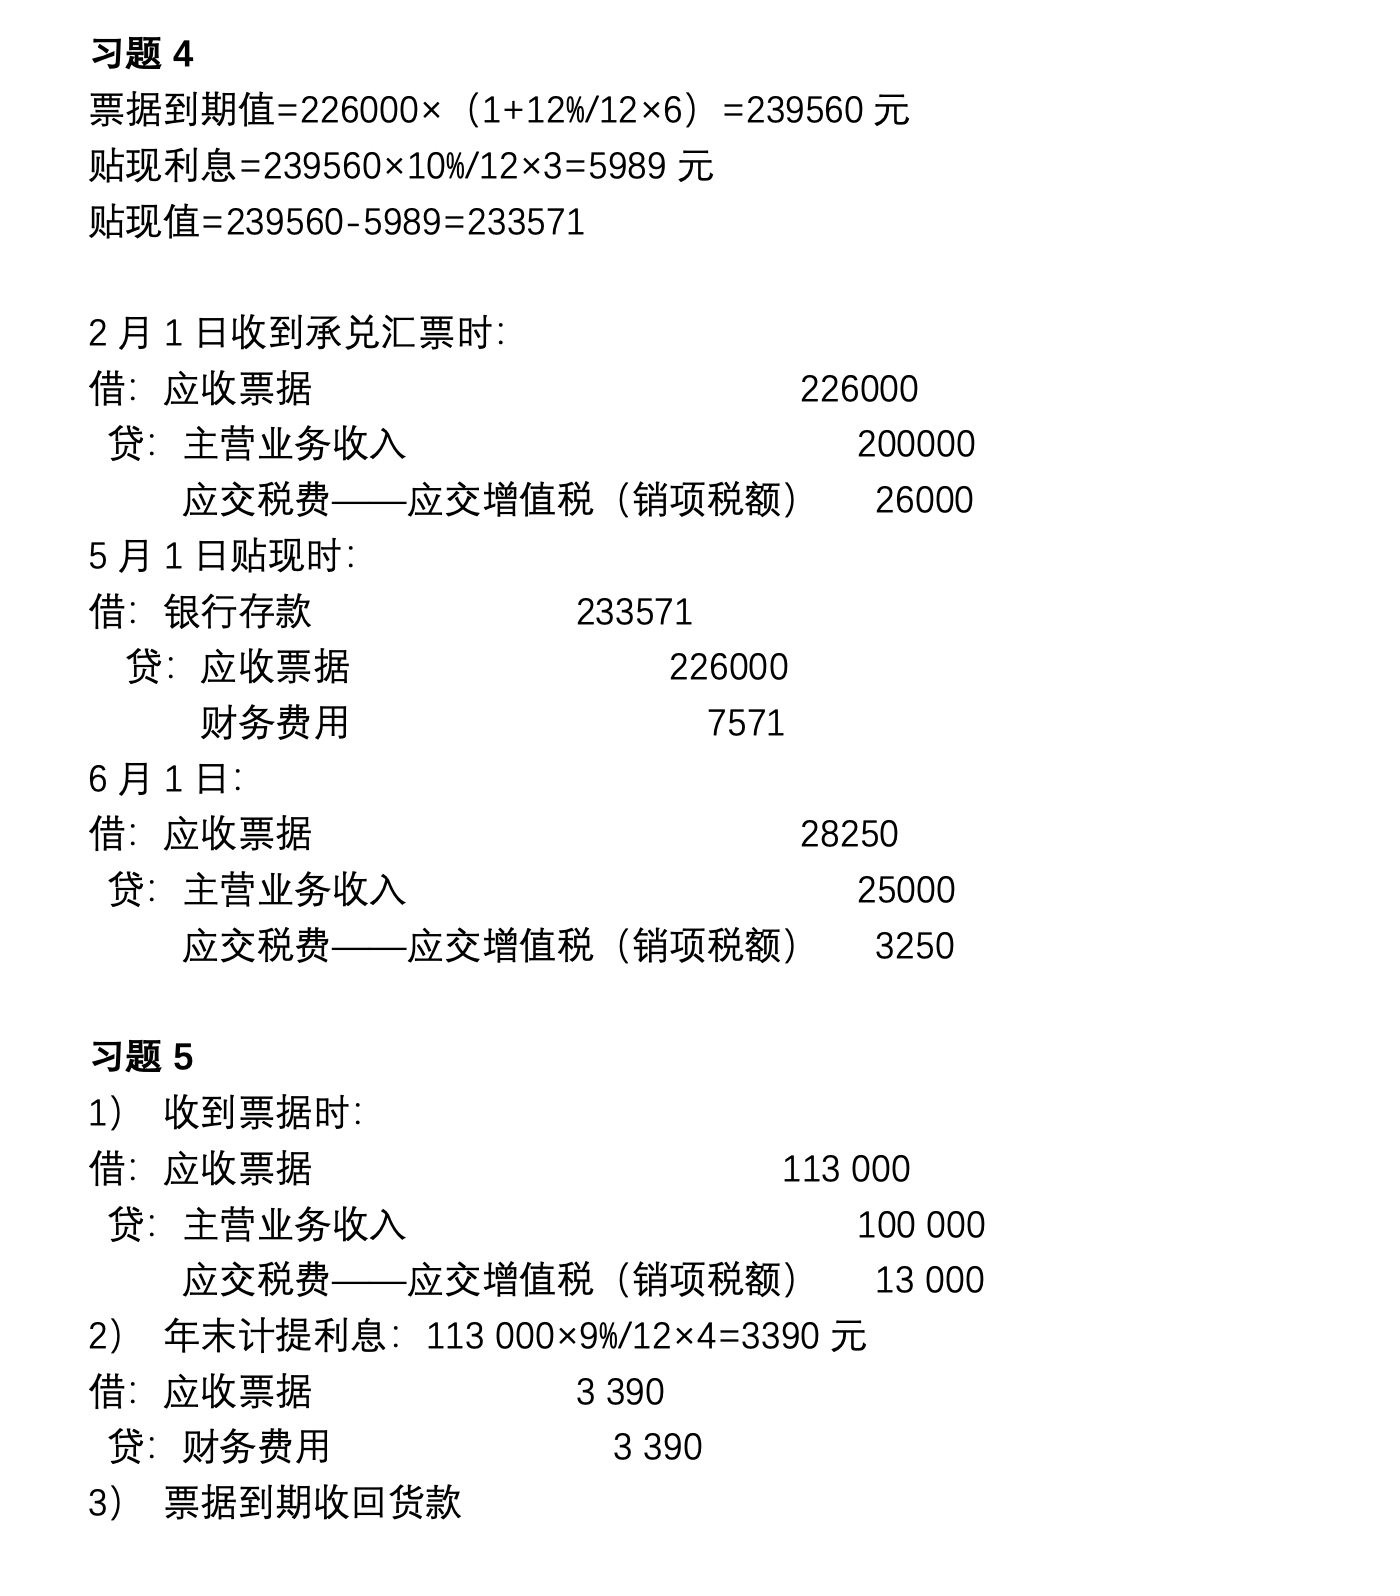 习题 4
票据到期值=226000×（1+12%/12×6）=239560 元
贴现利息=239560×10%/12×3=5989 元
贴现值=239560-5989=233571
2 月 1 日收到承兑汇票时：
借：应收票据 226000
贷：主营业务收入 200000
应交税费——应交增值税（销项税额） 26000
5 月 1 日贴现时：
借：银行存款 233571
贷：应收票据 226000
财务费用 7571
6 月 1 日：
借：应收票据 28250
贷：主营业务收入 25000
应交税费——应交增值税（销项税额） 3250
习题 5
1） 收到票据时：
借：应收票据 113 000
贷：主营业务收入 100 000
应交税费——应交增值税（销项税额） 13 000
2） 年末计提利息：113 000×9%/12×4=3390 元
借：应收票据 3 390
贷：财务费用 3 390
3） 票据到期收回货款